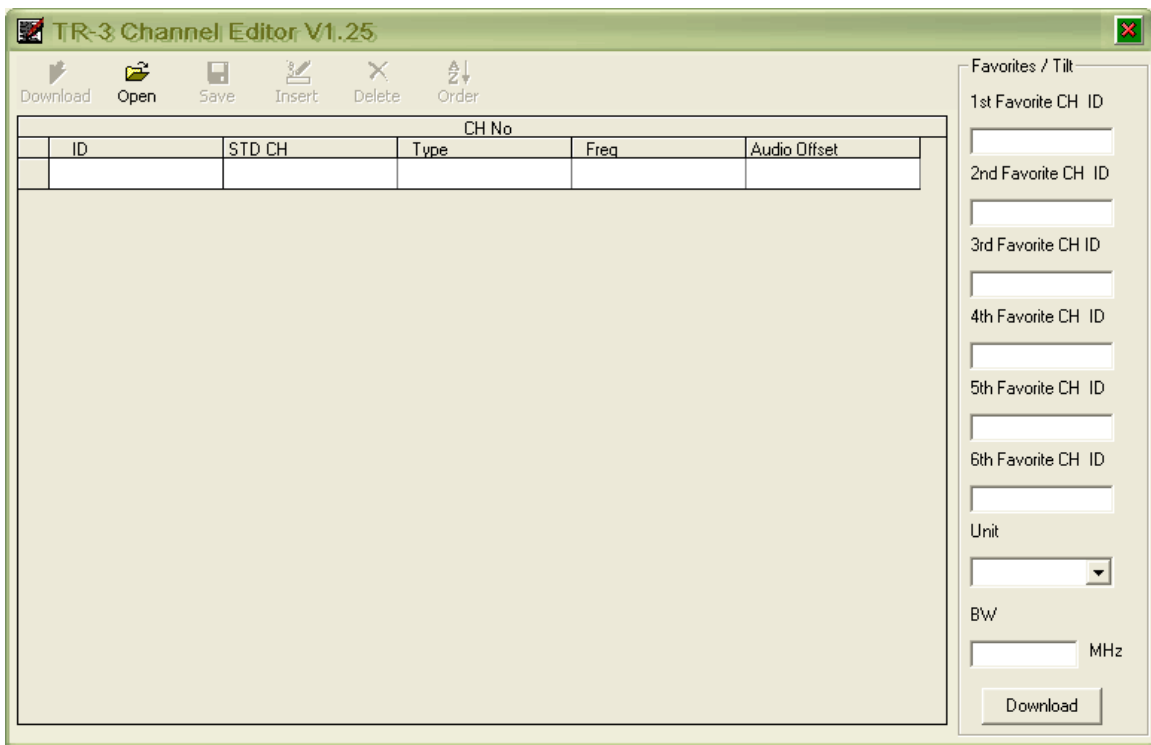 TR-3 Channel Editor V1.25
Download Open Save Insert Delete Order
CH No
ID STD CH Type Freq Audio Offset
Favorites / Tilt
1st Favorite CH ID
2nd Favorite CH ID
3rd Favorite CH ID
4th Favorite CH ID
5th Favorite CH ID
6th Favorite CH ID
Unit
BW
MHz
Download